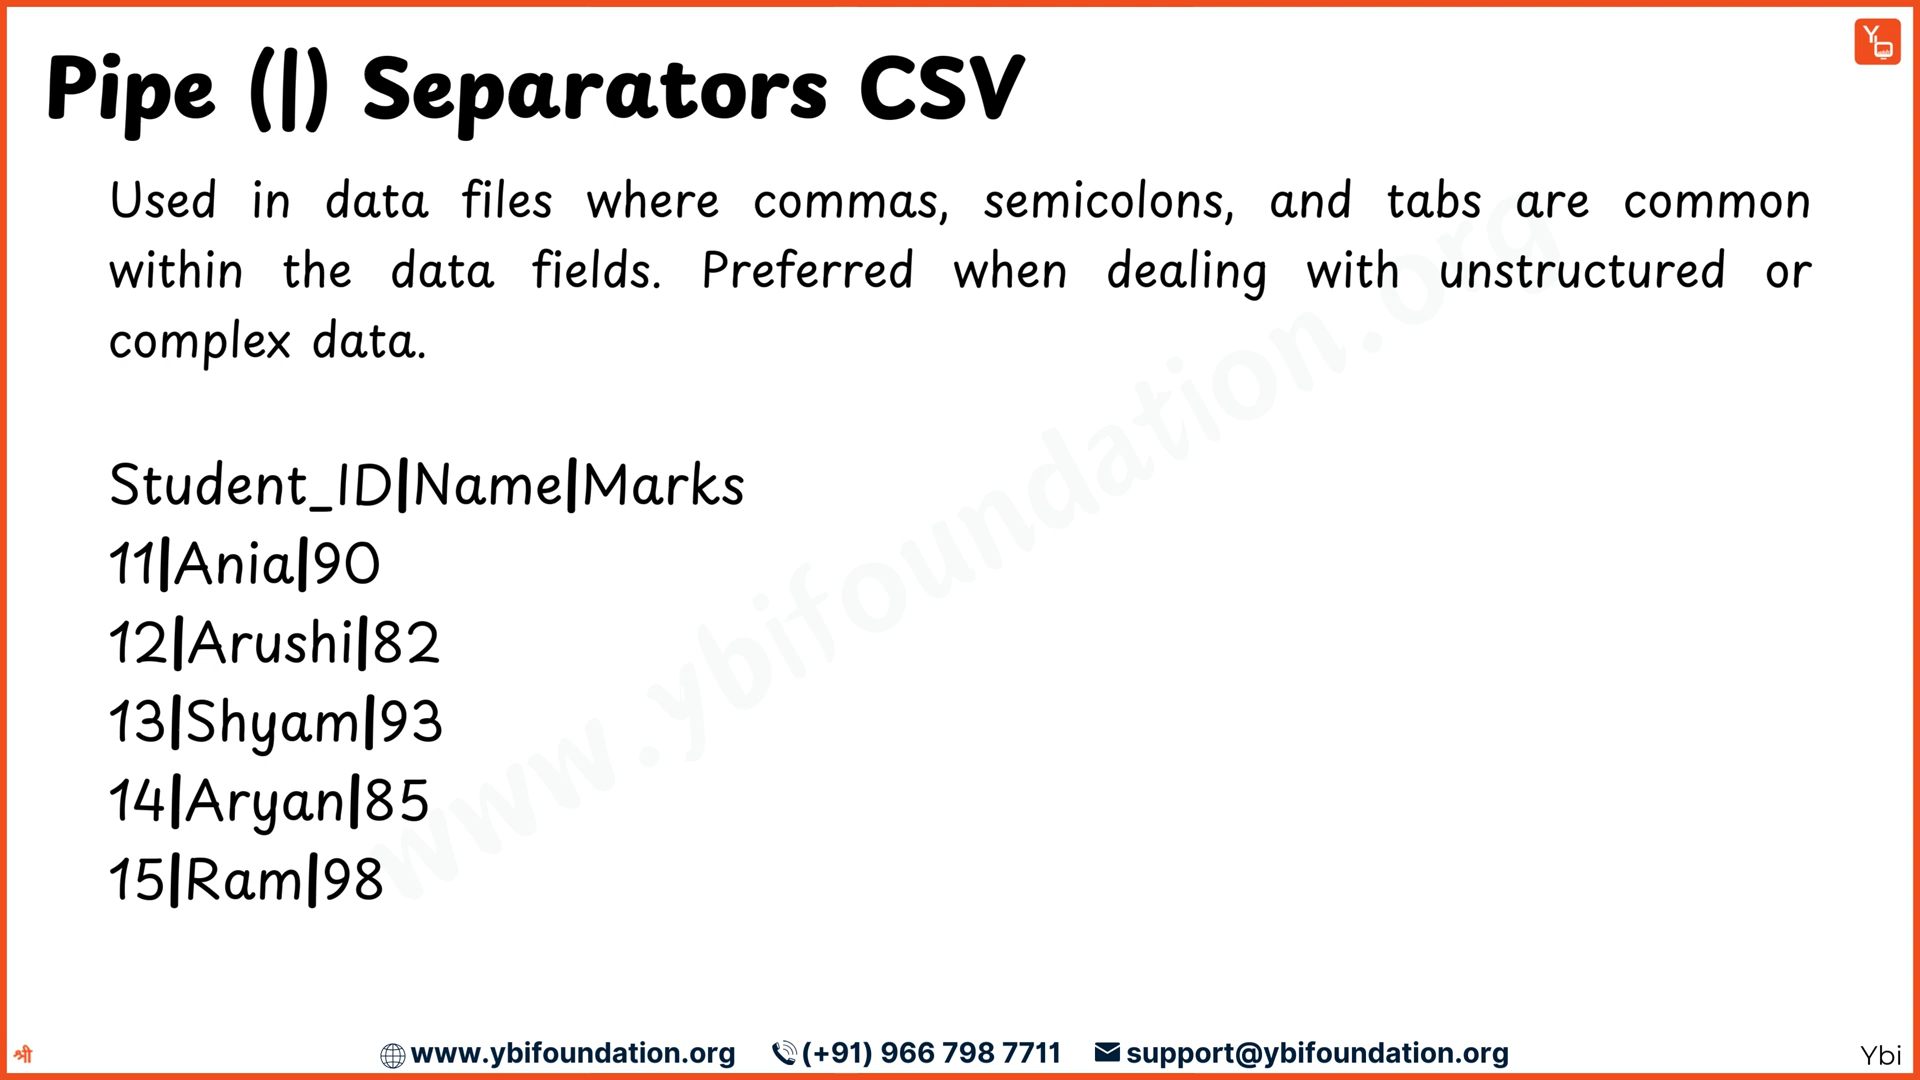 Pipe (|) Separators CSV
Used in data files where commas, semicolons, and tabs are common
within the data fields. Preferred when dealing with unstructured or
complex data.
Student_ID|Name|Marks
11|Ania|90
12|Arushi|82
13|Shyam|93
14|Aryan|85
15|Ram|98
www.ybifoundation.org
श्री
www.ybifoundation.org (+91) 966 798 7711 support@ybifoundation.org
Ybi